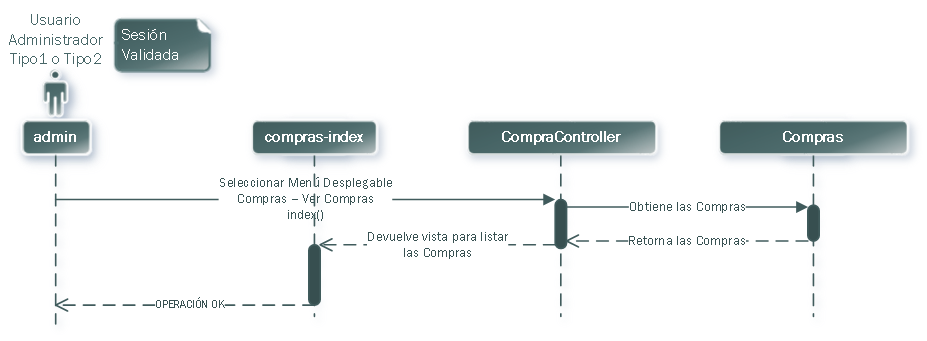 Usuario
Administrador
Tipo1 o Tipo2
Sesión
Validada
admin
compras-index
CompraController
Compras
Seleccionar Menú Desplegable
Compras – Ver Compras
index()
Obtiene las Compras
Devuelve vista para listar
las Compras
Retorna las Compras
OPERACIÓN OK